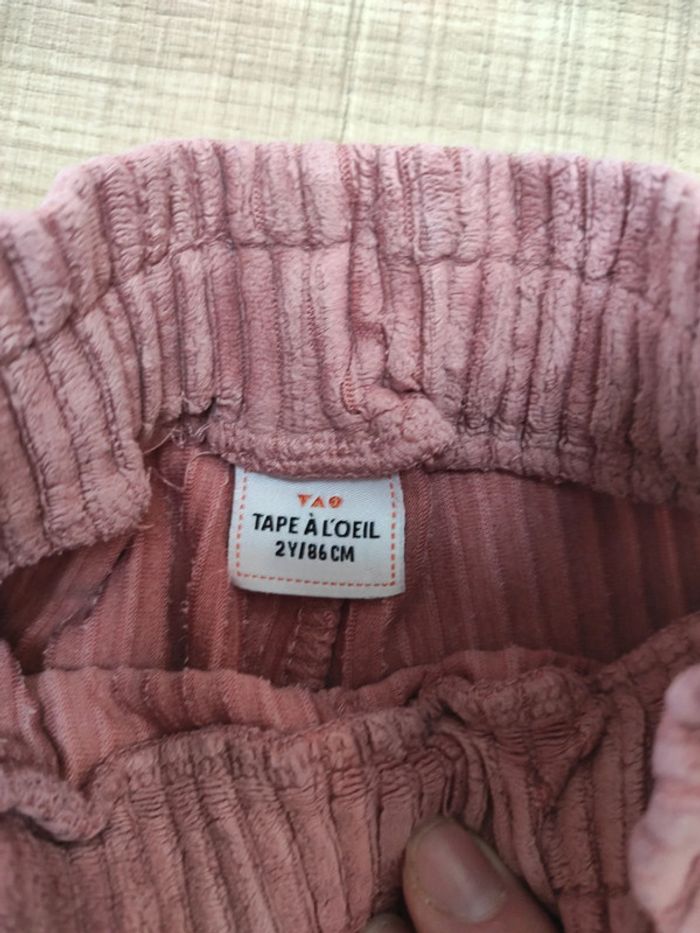 TAO
TAPE À L'OEIL
2Y/86CM